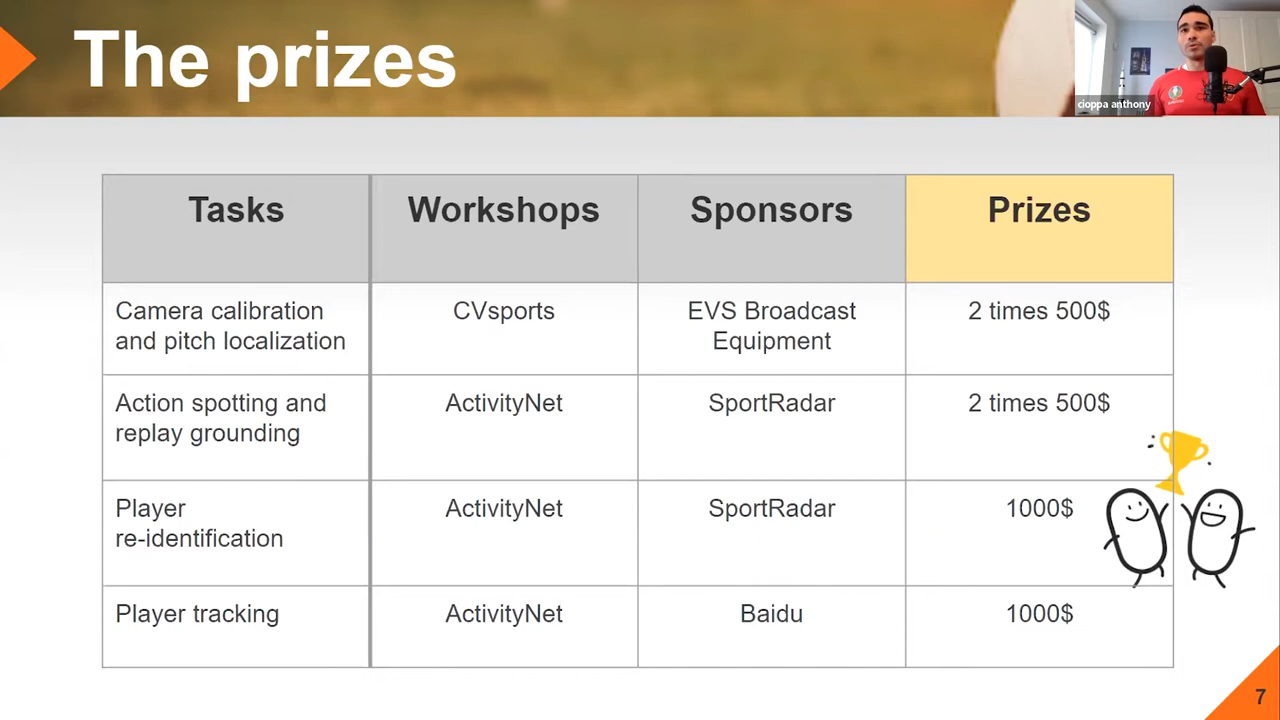 The prizes
cioppa anthony
Tasks
Workshops
Sponsors
Prizes
Camera calibration
and pitch localization
CVsports
EVS Broadcast
Equipment
2 times 500$
Action spotting and
replay grounding
ActivityNet
SportRadar
2 times 500$
Player
re-identification
ActivityNet
SportRadar
1000$
Player tracking
ActivityNet
Baidu
1000$
7